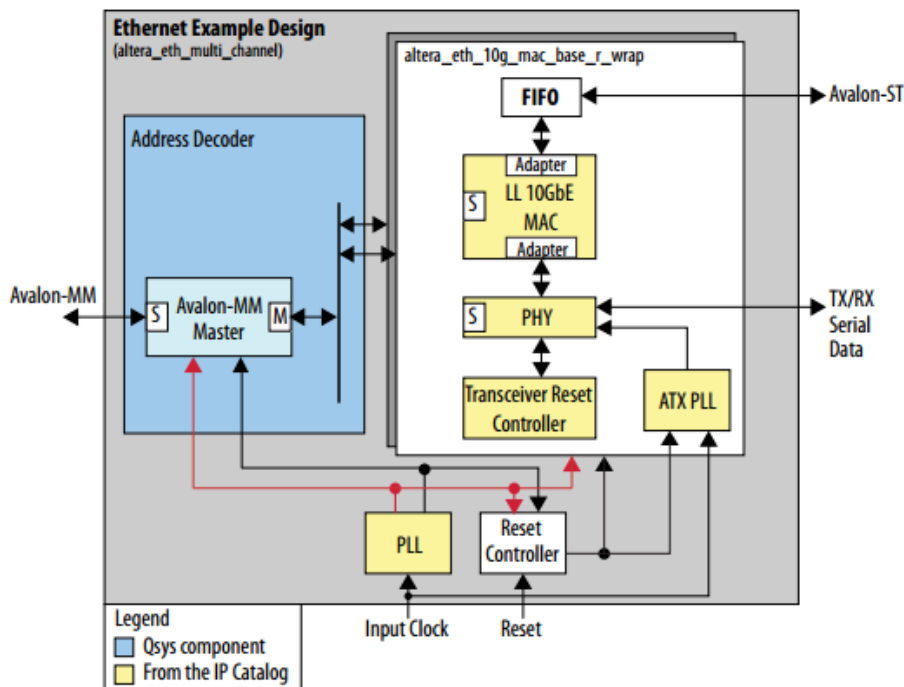 Ethernet Example Design
(altera_eth_multi_channel)
altera_eth_10g_mac_base_r_wrap
FIFO
Avalon-ST
Address Decoder
Adapter
LL 10GbE
MAC
S
Adapter
Avalon-MM
S
Avalon-MM
Master
M
S
PHY
TX/RX
Serial
Data
Transceiver Reset
Controller
ATX PLL
PLL
Reset
Controller
Input Clock
Reset
Legend
Qsys component
From the IP Catalog